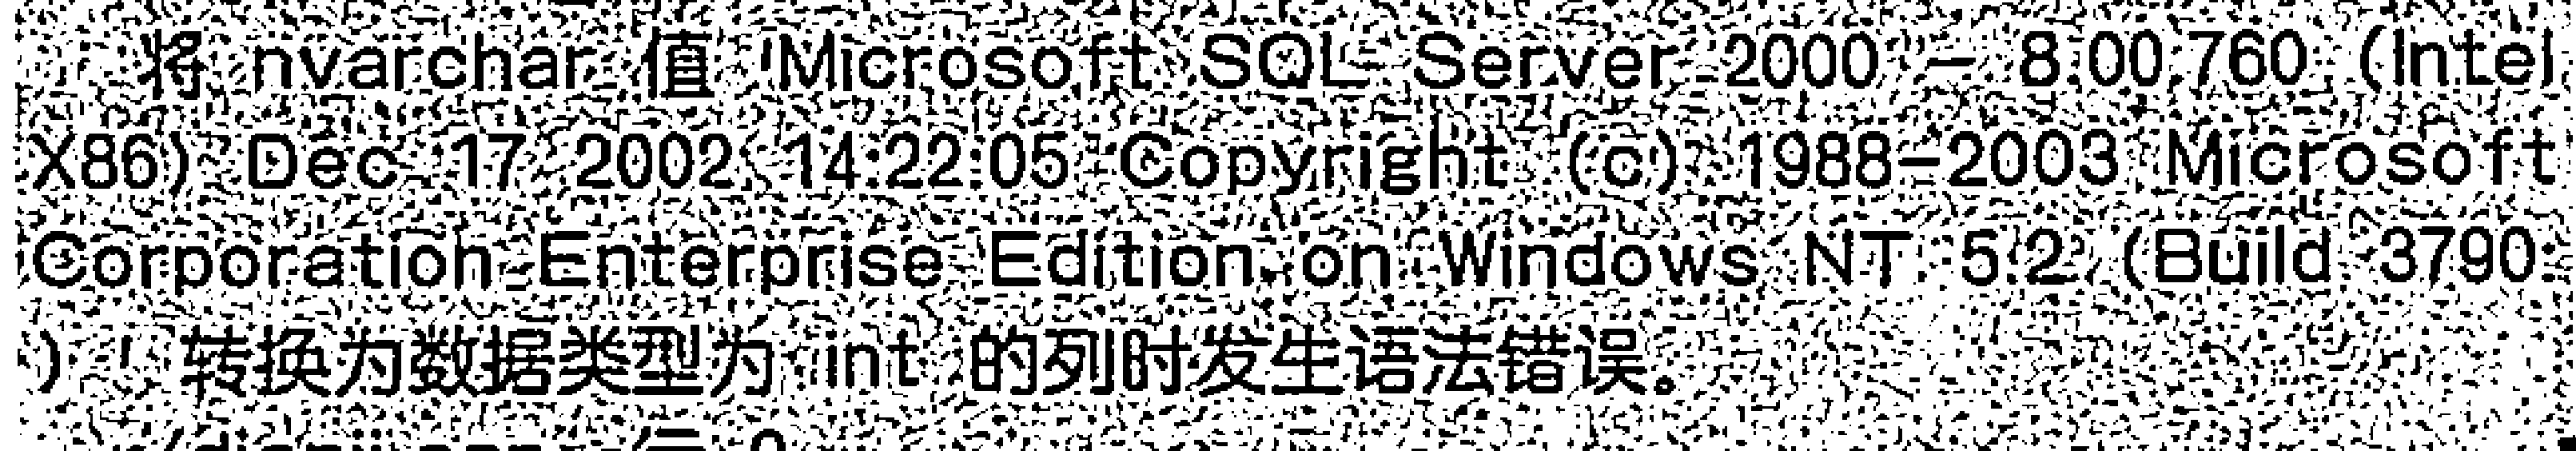 将 nvarchar 值 'Microsoft SQL Server 2000 - 8.00.760 (Intel
X86) Dec 17 2002 14:22:05 Copyright (c) 1988-2003 Microsoft
Corporation Enterprise Edition on Windows NT 5.2 (Build 3790:
) ' 转换为数据类型为 int 的列时发生语法错误。